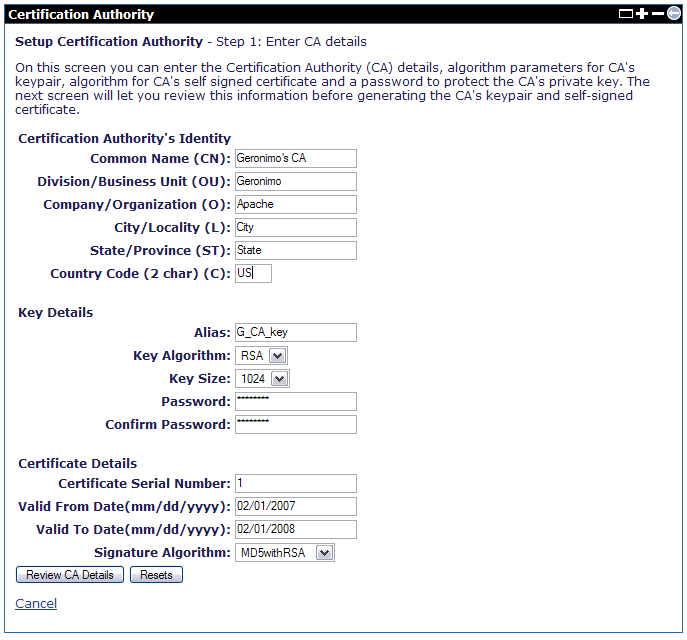 Certification Authority
Setup Certification Authority - Step 1: Enter CA details
On this screen you can enter the Certification Authority (CA) details, algorithm parameters for CA's
keypair, algorithm for CA's self signed certificate and a password to protect the CA's private key. The
next screen will let you review this information before generating the CA's keypair and self-signed
certificate.
Certification Authority's Identity
Common Name (CN): Geronimo's CA
Division/Business Unit (OU): Geronimo
Company/Organization (O): Apache
City/Locality (L): City
State/Province (ST): State
Country Code (2 char) (C): US
Key Details
Alias: G_CA_key
Key Algorithm: RSA
Key Size: 1024
Password: ********
Confirm Password: ********
Certificate Details
Certificate Serial Number: 1
Valid From Date(mm/dd/yyyy): 02/01/2007
Valid To Date(mm/dd/yyyy): 02/01/2008
Signature Algorithm: MD5withRSA
Review CA Details Resets
Cancel